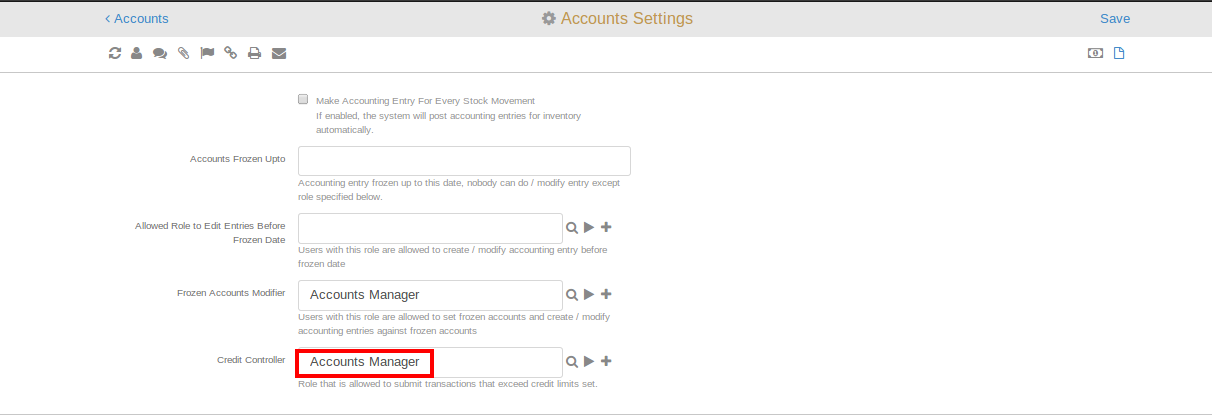 Accounts
Accounts Settings
Save
Make Accounting Entry For Every Stock Movement
If enabled, the system will post accounting entries for inventory
automatically.
Accounts Frozen Upto
Accounting entry frozen up to this date, nobody can do / modify entry except
role specified below.
Allowed Role to Edit Entries Before
Frozen Date
Users with this role are allowed to create / modify accounting entry before
frozen date
Frozen Accounts Modifier
Accounts Manager
Users with this role are allowed to set frozen accounts and create / modify
accounting entries against frozen accounts
Credit Controller
Accounts Manager
Role that is allowed to submit transactions that exceed credit limits set.